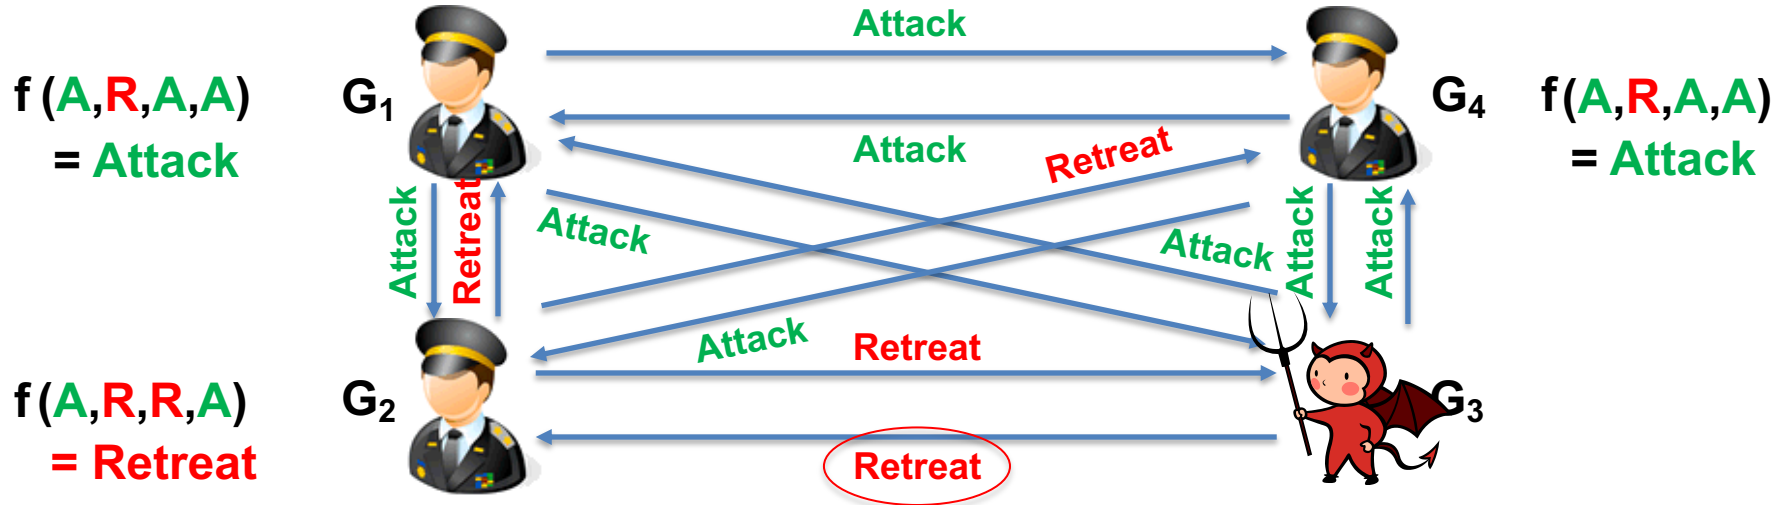 Attack
f (A,R,A,A)
= Attack
G1
G4
f(A,R,A,A)
= Attack
Attack
Retreat
Attack
Retreat
Attack
Attack
Attack
Attack
Attack
Retreat
f(A,R,R,A)
= Retreat
G2
G3
Retreat